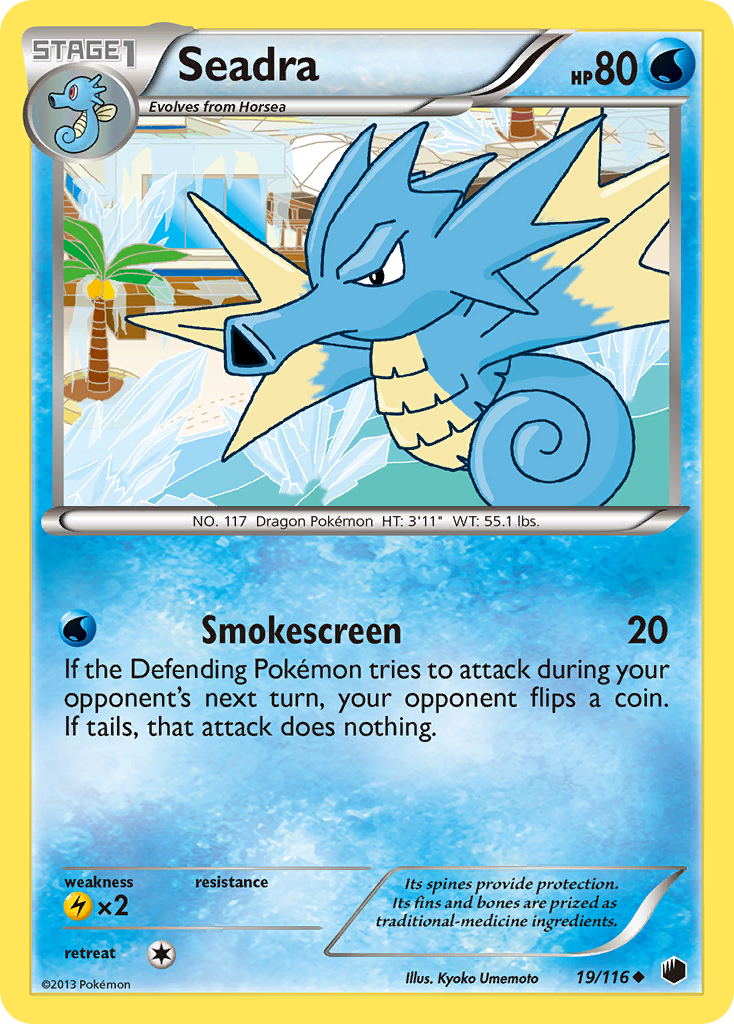 STAGE1
Seadra
HP80
Evolves from Horsea
NO. 117 Dragon Pokémon HT: 3'11" WT: 55.1 lbs.
Smokescreen 20
If the Defending Pokémon tries to attack during your
opponent's next turn, your opponent flips a coin.
If tails, that attack does nothing.
weakness
×2
resistance
retreat
Its spines provide protection.
Its fins and bones are prized as
traditional-medicine ingredients.
©2013 Pokémon
Illus. Kyoko Umemoto
19/116